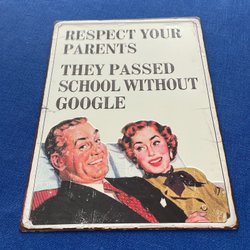 RESPECT YOUR
PARENTS
THEY PASSED
SCHOOL WITHOUT
GOOGLE